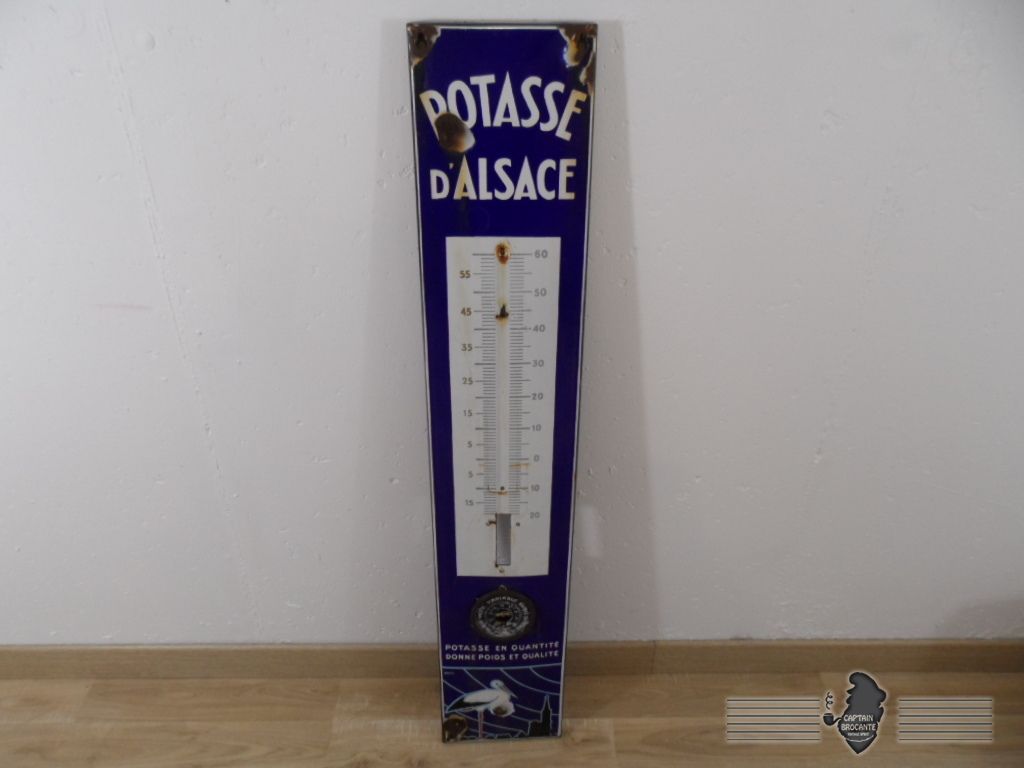 POTASSE
D'ALSACE
60
55
50
45
40
35
30
25
20
15
10
5
0
5
10
15
20
VARIABLE
POTASSE EN QUANTITÉ
DONNE POIDS ET QUALITÉ
CAPTAIN
BROCANTE